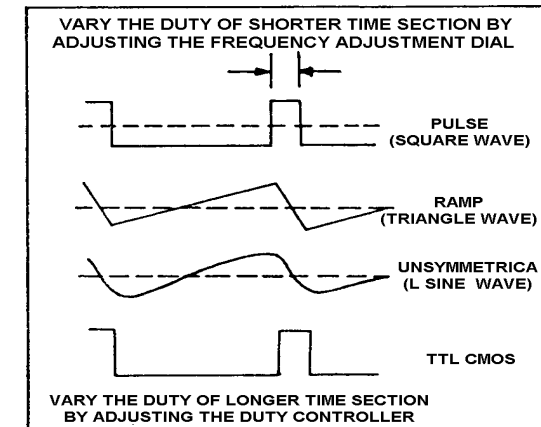 VARY THE DUTY OF SHORTER TIME SECTION BY
ADJUSTING THE FREQUENCY ADJUSTMENT DIAL
PULSE
(SQUARE WAVE)
RAMP
(TRIANGLE WAVE)
UNSYMMETRICA
(L SINE WAVE)
TTL CMOS
VARY THE DUTY OF LONGER TIME SECTION
BY ADJUSTING THE DUTY CONTROLLER